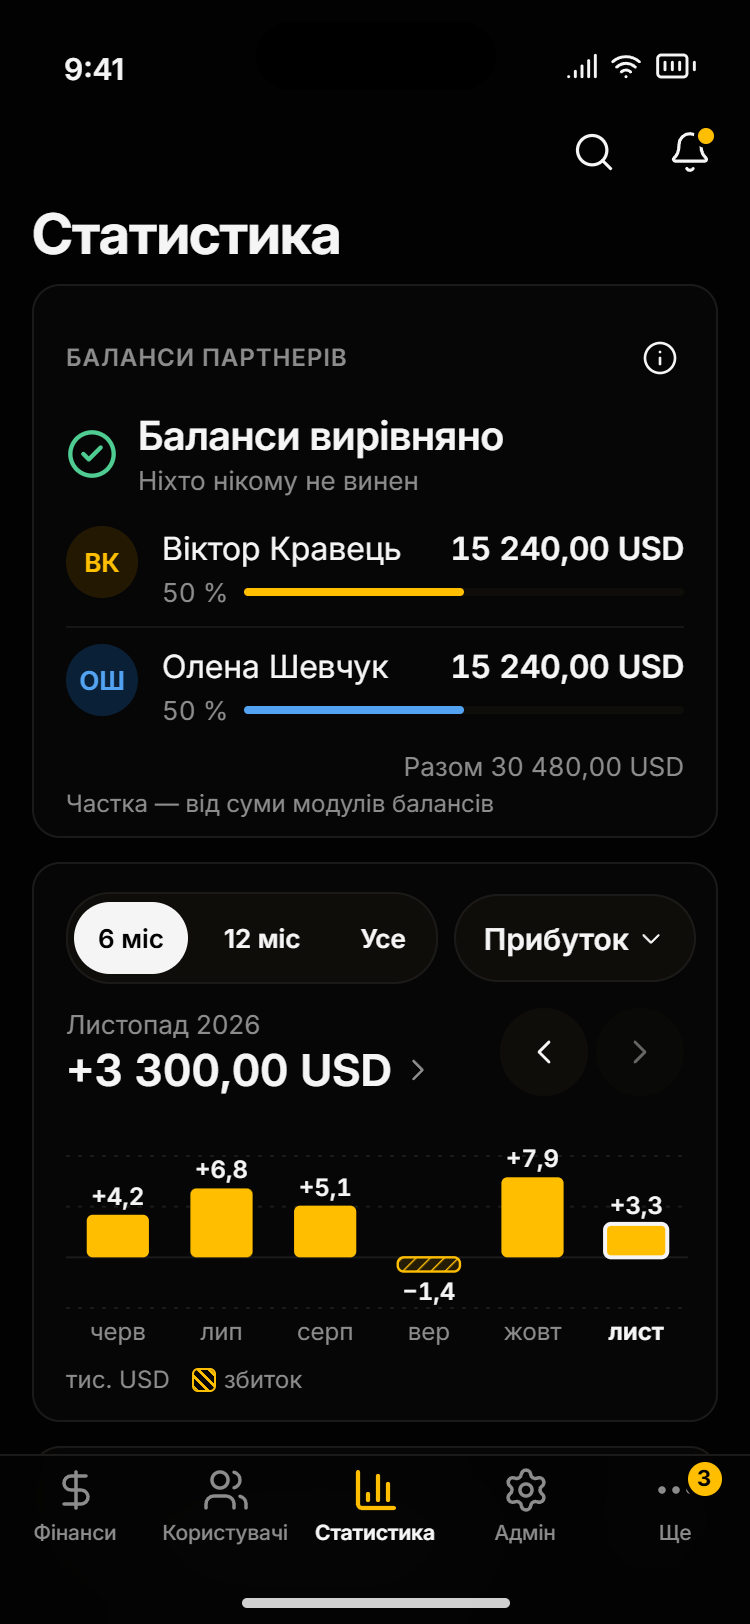 9:41
Статистика
БАЛАНСИ ПАРТНЕРІВ
Баланси вирівняно
Ніхто нікому не винен
ВК
Віктор Кравець 15 240,00 USD
50 %
ОШ
Олена Шевчук 15 240,00 USD
50 %
Разом 30 480,00 USD
Частка — від суми модулів балансів
6 міс 12 міс Усе Прибуток
Листопад 2026
+3 300,00 USD
+4,2 +6,8 +5,1 −1,4 +7,9 +3,3
черв лип серп вер жовт лист
тис. USD збиток
3
Фінанси Користувачі Статистика Адмін Ще